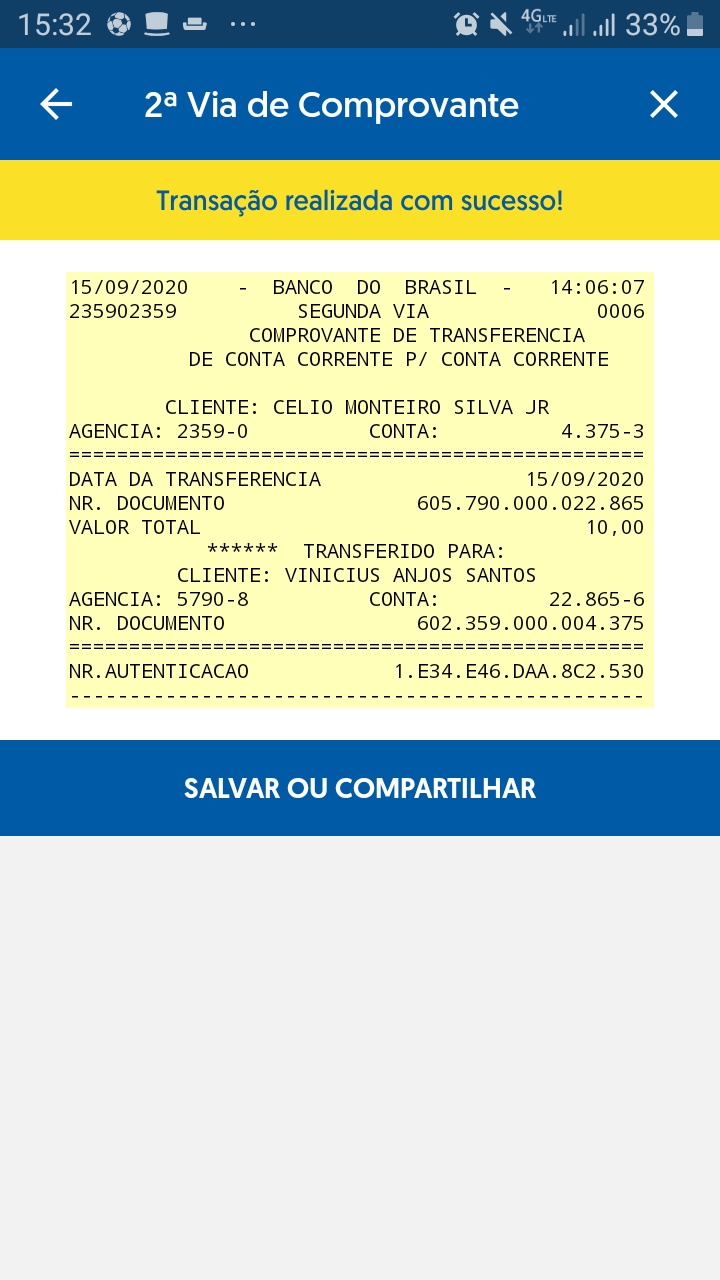 15:32 ... 4G LTE 33%
2ª Via de Comprovante
Transação realizada com sucesso!
15/09/2020 - BANCO DO BRASIL - 14:06:07
235902359 SEGUNDA VIA 0006
COMPROVANTE DE TRANSFERENCIA
DE CONTA CORRENTE P/ CONTA CORRENTE
CLIENTE: CELIO MONTEIRO SILVA JR
AGENCIA: 2359-0 CONTA: 4.375-3
================================================
DATA DA TRANSFERENCIA 15/09/2020
NR. DOCUMENTO 605.790.000.022.865
VALOR TOTAL 10,00
****** TRANSFERIDO PARA:
CLIENTE: VINICIUS ANJOS SANTOS
AGENCIA: 5790-8 CONTA: 22.865-6
NR. DOCUMENTO 602.359.000.004.375
================================================
NR.AUTENTICACAO 1.E34.E46.DAA.8C2.530
------------------------------------------------
SALVAR OU COMPARTILHAR